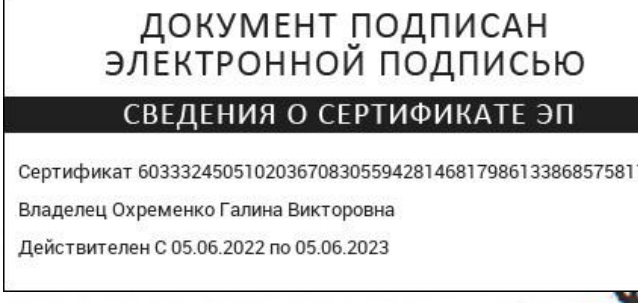 ДОКУМЕНТ ПОДПИСАН
ЭЛЕКТРОННОЙ ПОДПИСЬЮ
СВЕДЕНИЯ О СЕРТИФИКАТЕ ЭП
Сертификат 603332450510203670830559428146817986133868575811
Владелец Охременко Галина Викторовна
Действителен С 05.06.2022 по 05.06.2023